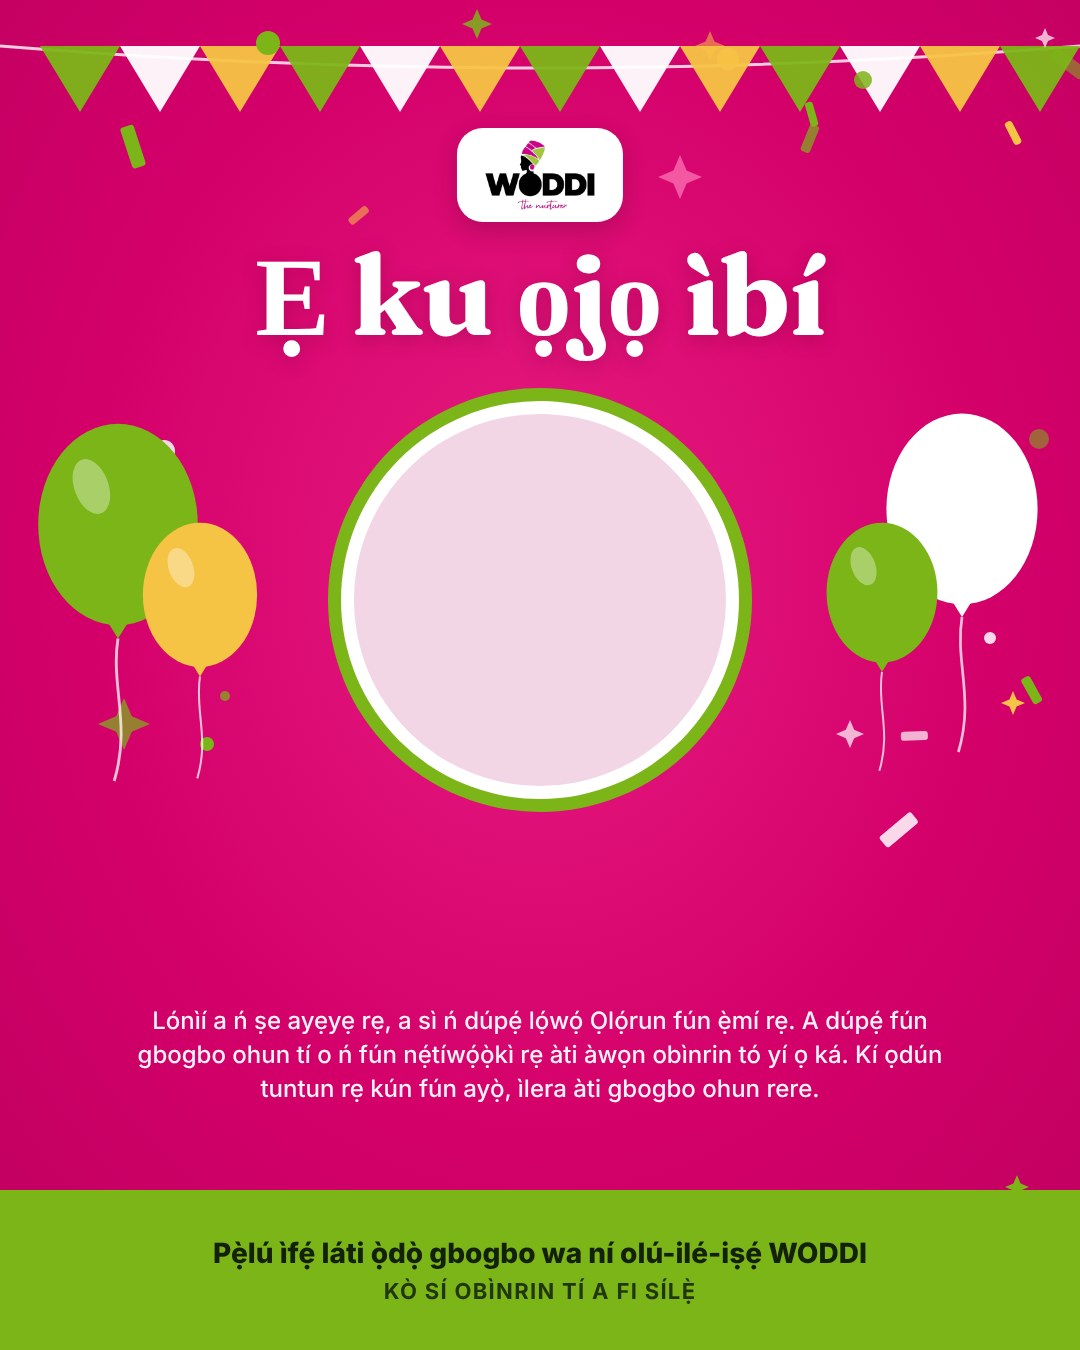 WODDI
the nurturer
Ẹ ku ọjọ ìbí
Lónìí a ń ṣe ayẹyẹ rẹ, a sì ń dúpẹ́ lọ́wọ́ Ọlọ́run fún ẹ̀mí rẹ. A dúpẹ́ fún
gbogbo ohun tí o ń fún nẹ́tíwọ́ọ̀kì rẹ àti àwọn obìnrin tó yí ọ ká. Kí ọdún
tuntun rẹ kún fún ayọ̀, ìlera àti gbogbo ohun rere.
Pẹ̀lú ìfẹ́ láti ọ̀dọ̀ gbogbo wa ní olú-ilé-iṣẹ́ WODDI
KÒ SÍ OBÌNRIN TÍ A FI SÍLẸ̀